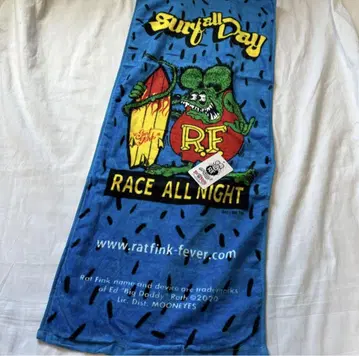 Surf all Day
R.F.
RACE ALL NIGHT
www.ratfink-fever.com
Rat Fink name and device are trademarks
of Ed "Big Daddy" Roth ©2020
Lic. Dist. MOONEYES